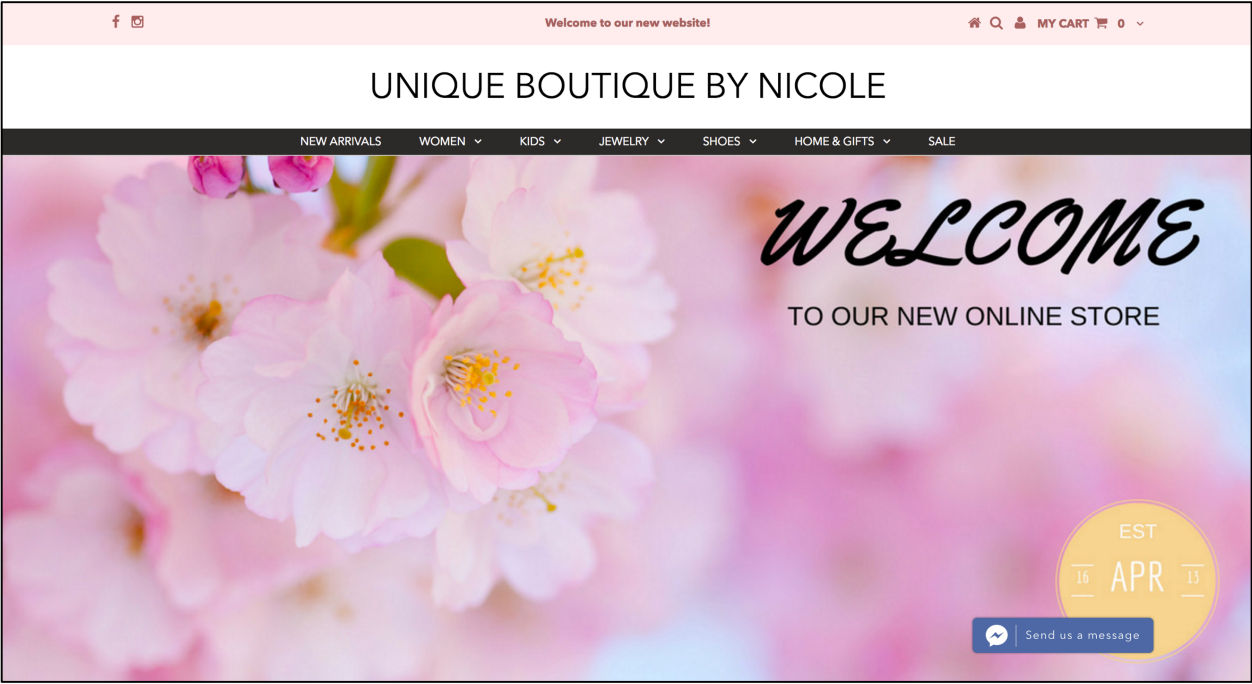 Welcome to our new website!
MY CART 0
UNIQUE BOUTIQUE BY NICOLE
NEW ARRIVALS WOMEN KIDS JEWELRY SHOES HOME & GIFTS SALE
WELCOME
TO OUR NEW ONLINE STORE
EST
16 APR 13
Send us a message